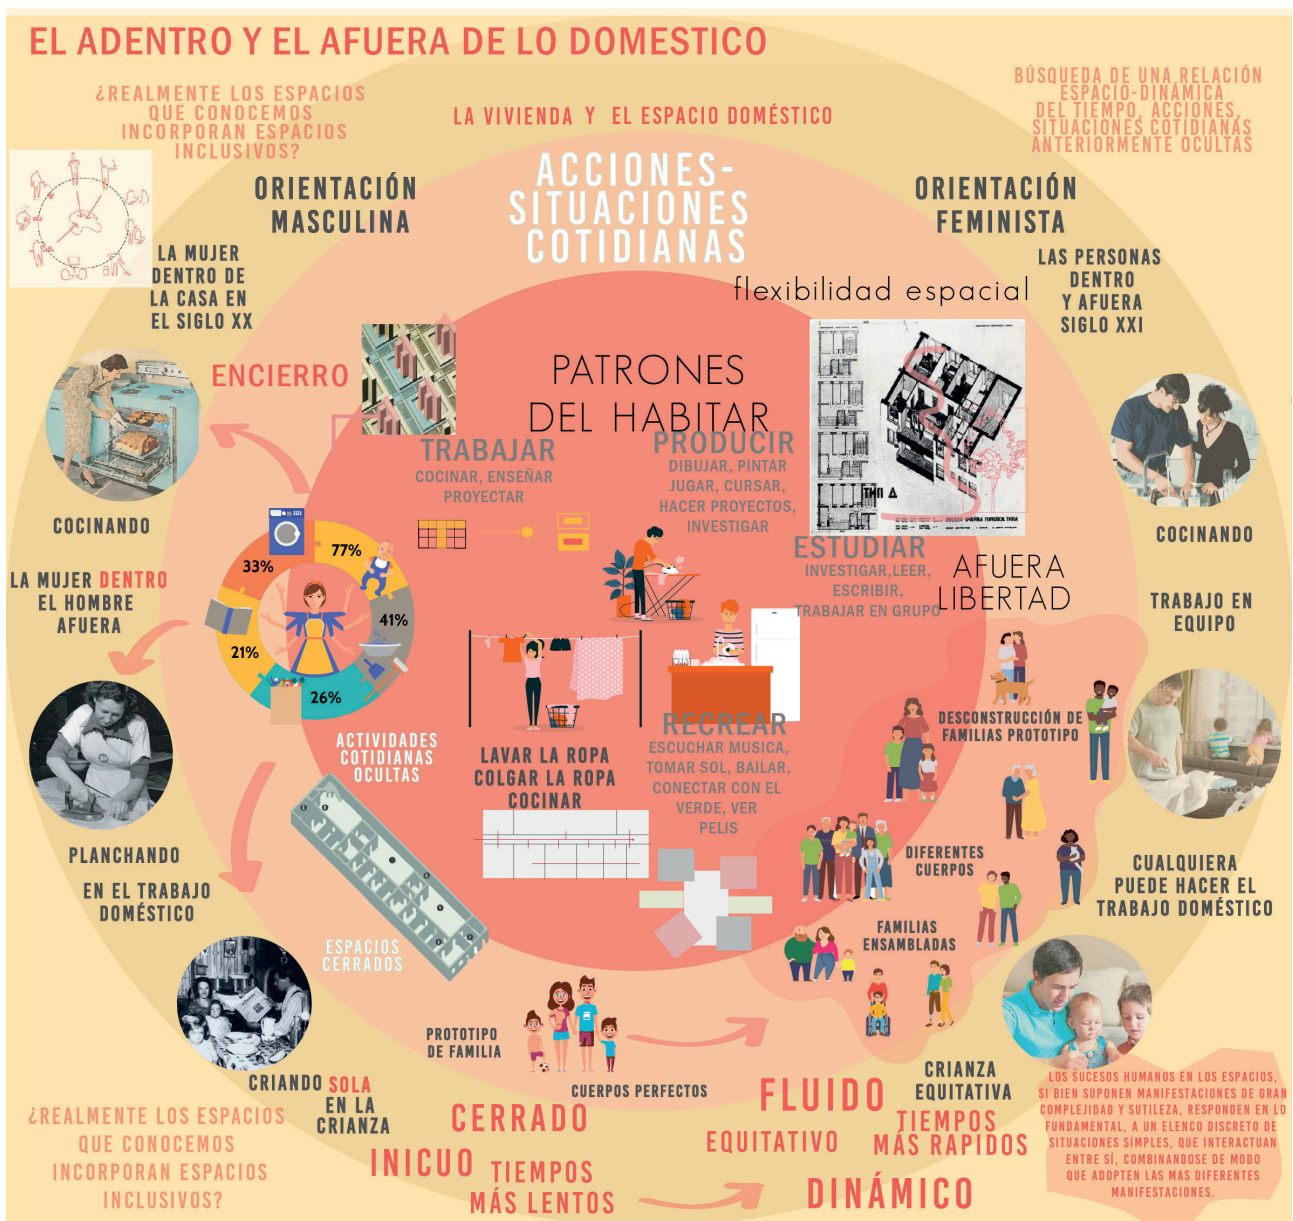 EL ADENTRO Y EL AFUERA DE LO DOMESTICO
¿REALMENTE LOS ESPACIOS
QUE CONOCEMOS
INCORPORAN ESPACIOS
INCLUSIVOS?
LA VIVIENDA Y EL ESPACIO DOMÉSTICO
BÚSQUEDA DE UNA RELACIÓN
ESPACIO-DINÁMICA
DEL TIEMPO, ACCIONES,
SITUACIONES COTIDIANAS
ANTERIORMENTE OCULTAS
ORIENTACIÓN
MASCULINA
ACCIONES-
SITUACIONES
COTIDIANAS
ORIENTACIÓN
FEMINISTA
LA MUJER
DENTRO DE
LA CASA EN
EL SIGLO XX
LAS PERSONAS
DENTRO
Y AFUERA
SIGLO XXI
flexibilidad espacial
ENCIERRO
PATRONES
DEL HABITAR
TRABAJAR
COCINAR, ENSEÑAR
PROYECTAR
PRODUCIR
DIBUJAR, PINTAR
JUGAR, CURSAR,
HACER PROYECTOS,
INVESTIGAR
ТИП Д
ESTUDIAR
INVESTIGAR,LEER,
ESCRIBIR,
TRABAJAR EN GRUPO
AFUERA
LIBERTAD
COCINANDO
COCINANDO
77%
33%
41%
21%
26%
LA MUJER DENTRO
EL HOMBRE
AFUERA
TRABAJO EN
EQUIPO
ACTIVIDADES
COTIDIANAS
OCULTAS
LAVAR LA ROPA
COLGAR LA ROPA
COCINAR
RECREAR
ESCUCHAR MUSICA,
TOMAR SOL, BAILAR,
CONECTAR CON EL
VERDE, VER
PELIS
DESCONSTRUCCIÓN DE
FAMILIAS PROTOTIPO
PLANCHANDO
EN EL TRABAJO
DOMÉSTICO
DIFERENTES
CUERPOS
CUALQUIERA
PUEDE HACER EL
TRABAJO DOMÉSTICO
ESPACIOS
CERRADOS
FAMILIAS
ENSAMBLADAS
PROTOTIPO
DE FAMILIA
CUERPOS PERFECTOS
CRIANDO SOLA
EN LA
CRIANZA
CRIANZA
EQUITATIVA
¿REALMENTE LOS ESPACIOS
QUE CONOCEMOS
INCORPORAN ESPACIOS
INCLUSIVOS?
CERRADO
INICUO
TIEMPOS
MÁS LENTOS
FLUIDO
EQUITATIVO
TIEMPOS
MÁS RAPIDOS
DINÁMICO
LOS SUCESOS HUMANOS EN LOS ESPACIOS,
SI BIEN SUPONEN MANIFESTACIONES DE GRAN
COMPLEJIDAD Y SUTILEZA, RESPONDEN EN LO
FUNDAMENTAL, A UN ELENCO DISCRETO DE
SITUACIONES SIMPLES, QUE INTERACTUAN
ENTRE SÍ, COMBINANDOSE DE MODO
QUE ADOPTEN LAS MAS DIFERENTES
MANIFESTACIONES.